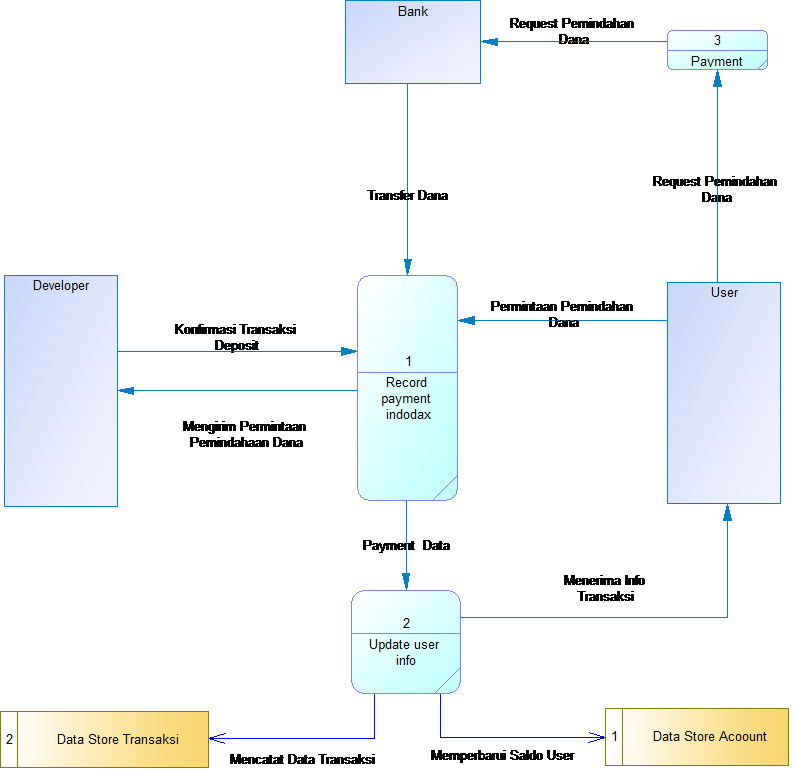 Bank
Request Pemindahan
Dana
3
Payment
Transfer Dana
Request Pemindahan
Dana
Developer
User
Konfirmasi Transaksi
Deposit
Permintaan Pemindahan
Dana
1
Record
payment
indodax
Mengirim Permintaan
Pemindahaan Dana
Payment Data
Menerima Info
Transaksi
2
Update user
info
2
Data Store Transaksi
1
Data Store Acoount
Mencatat Data Transaksi
Memperbarui Saldo User